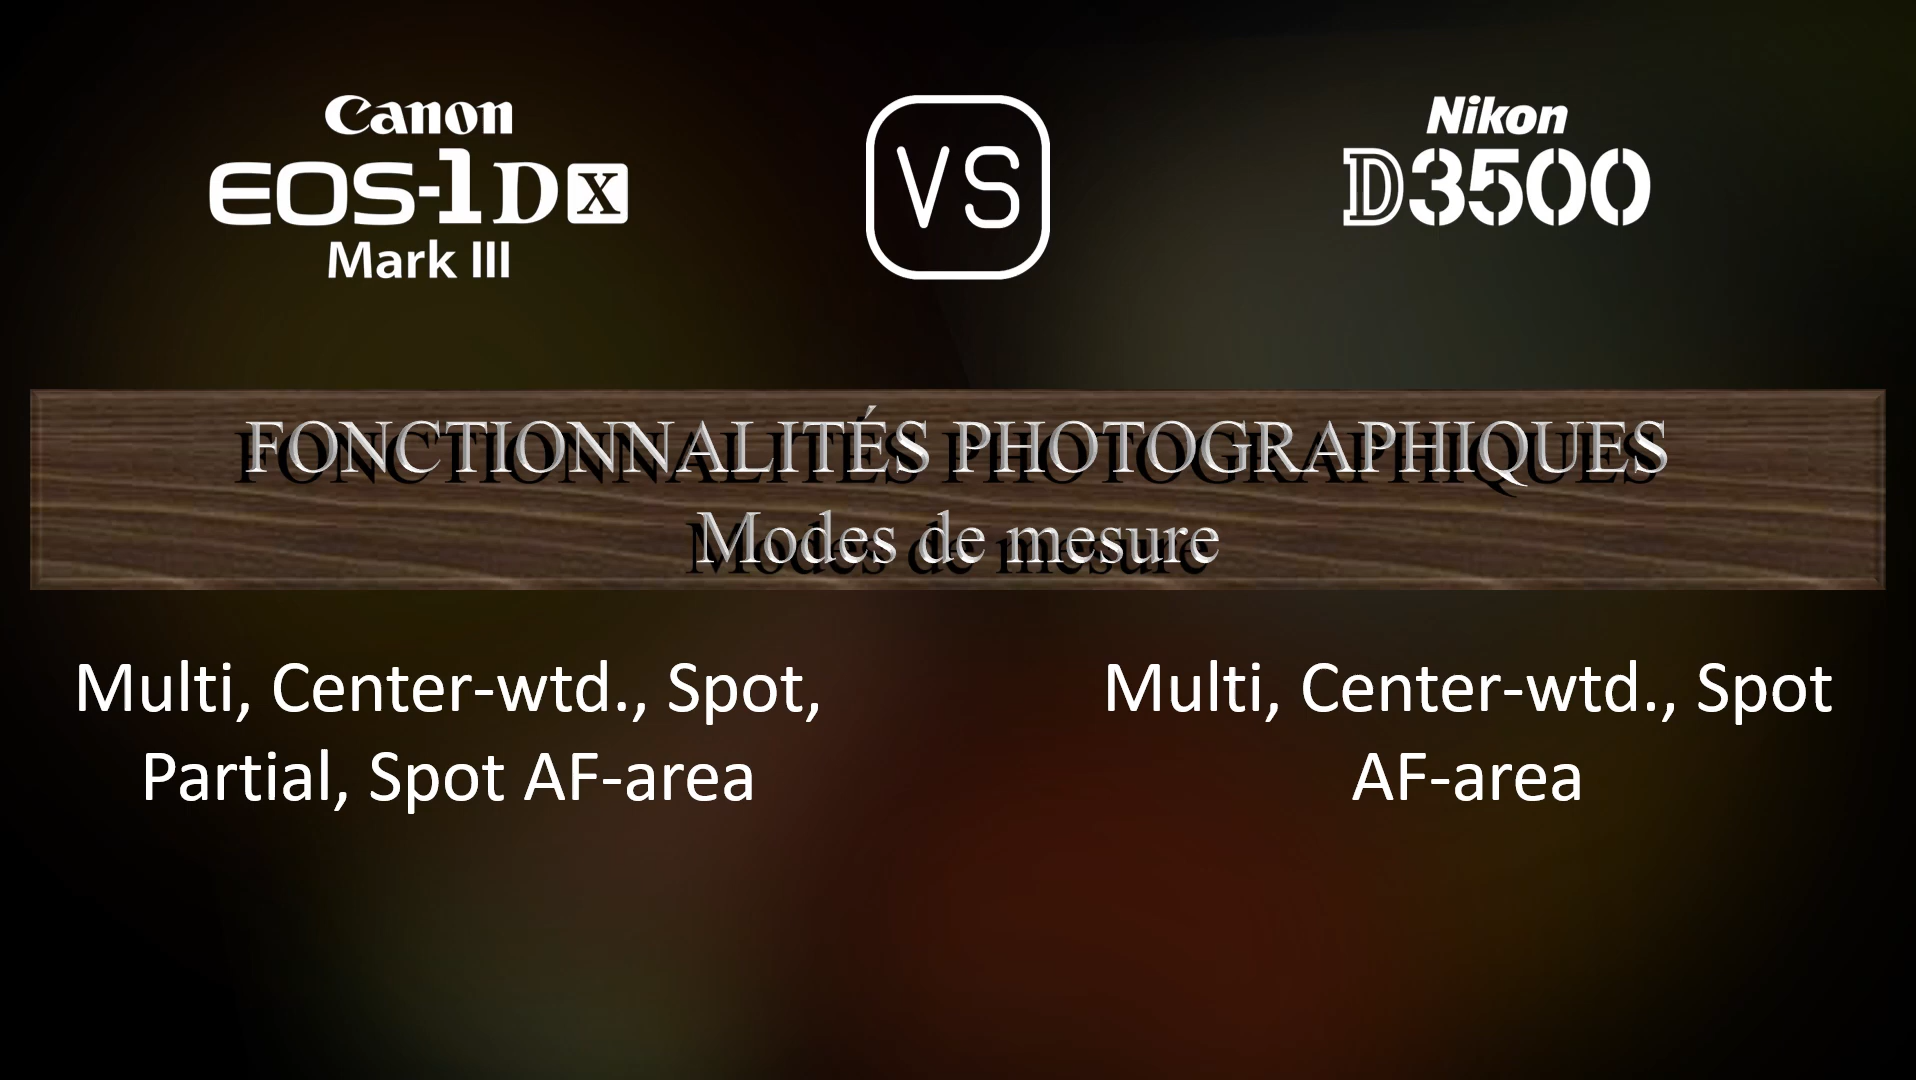 Canon
EOS-1D X
Mark III
VS
Nikon
D3500
FONCTIONNALITÉS PHOTOGRAPHIQUES
Modes de mesure
Multi, Center-wtd., Spot,
Partial, Spot AF-area
Multi, Center-wtd., Spot
AF-area